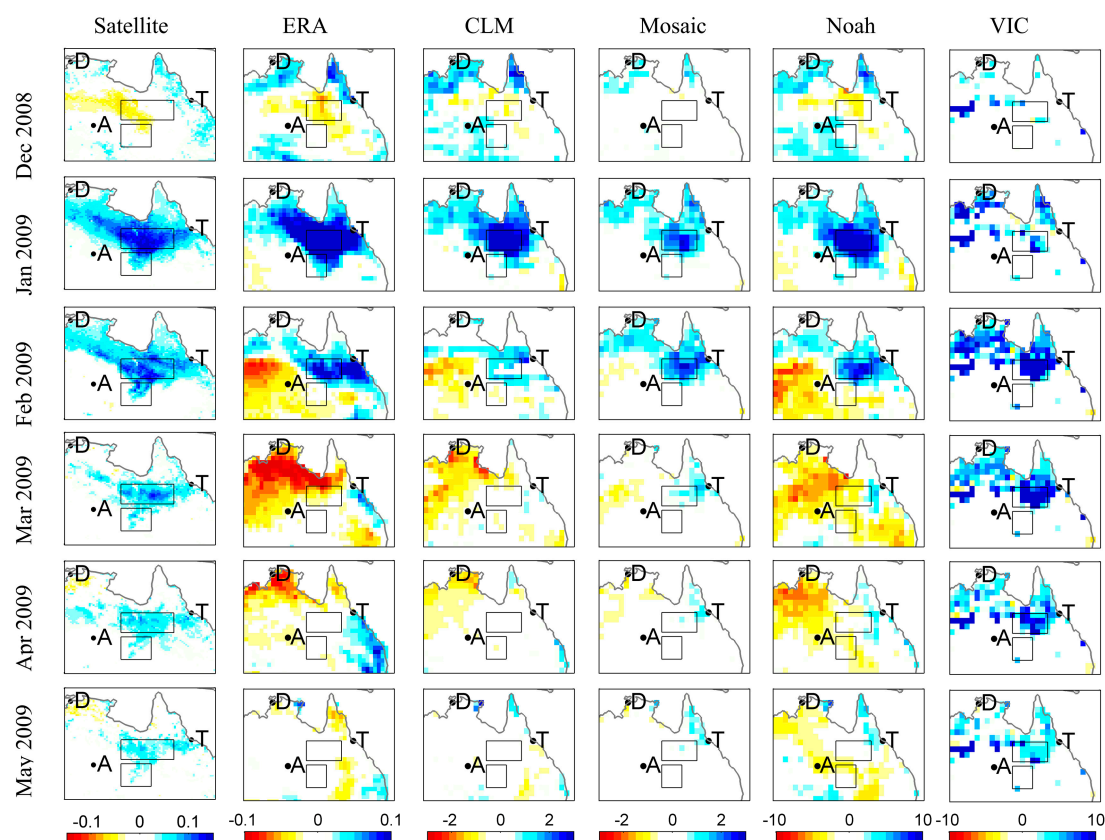 Satellite ERA CLM Mosaic Noah VIC
Dec 2008
D T A D T A D T A D T A D T A D T A
Jan 2009
D T A D T A D T A D T A D T A D T A
Feb 2009
D T A D T A D T A D T A D T A D T A
Mar 2009
D T A D T A D T A D T A D T A D T A
Apr 2009
D T A D T A D T A D T A D T A D T A
May 2009
D T A D T A D T A D T A D T A D T A
-0.1 0 0.1 -0.1 0 0.1 -2 0 2 -2 0 2 -10 0 10 -10 0 10